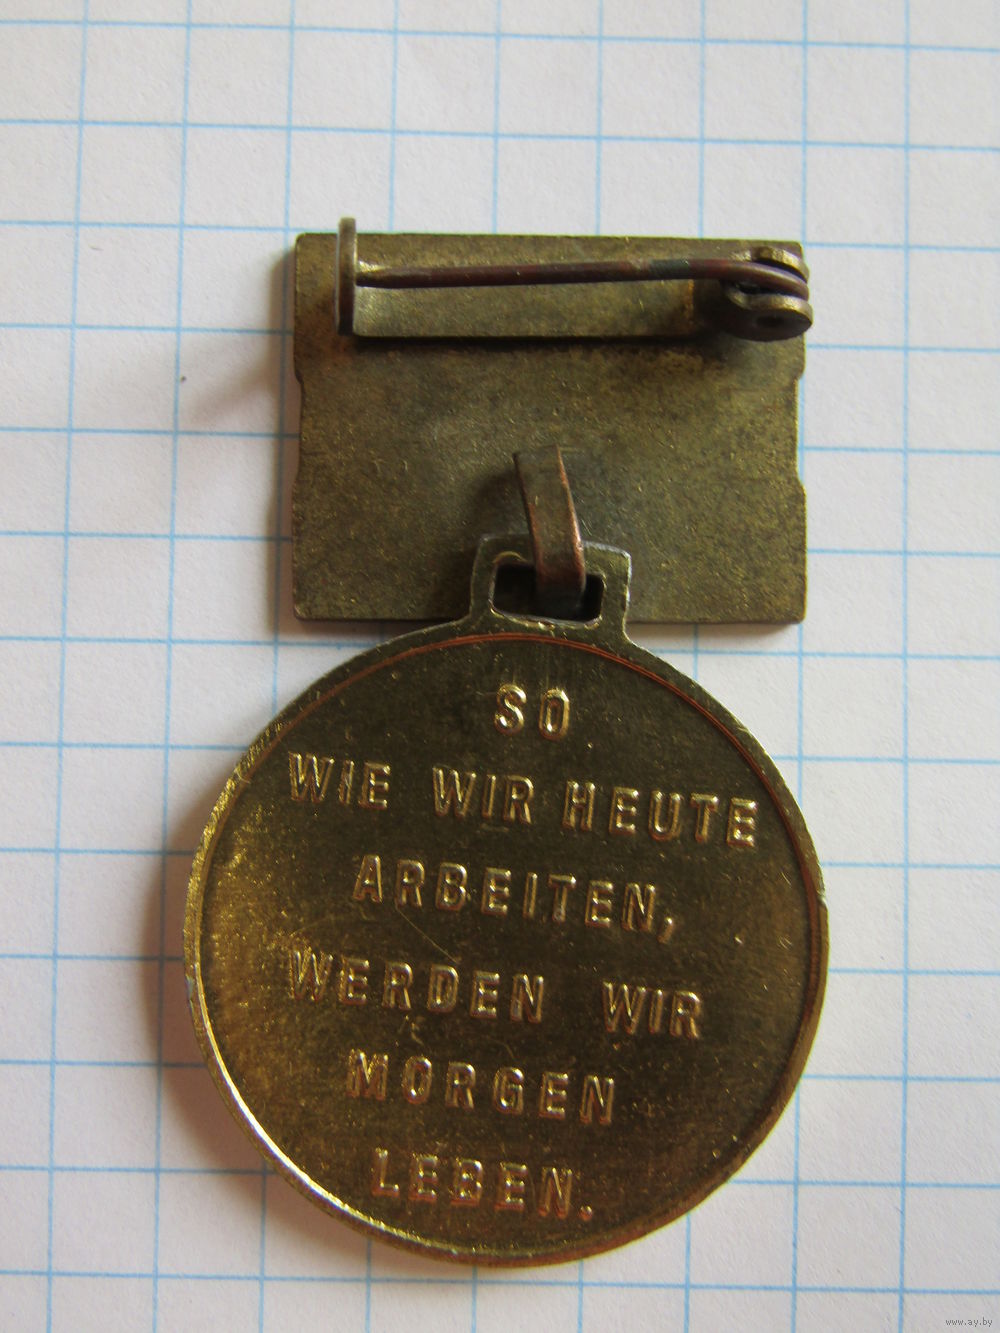 SO
WIE WIR HEUTE
ARBEITEN,
WERDEN WIR
MORGEN
LEBEN.
www.ay.by